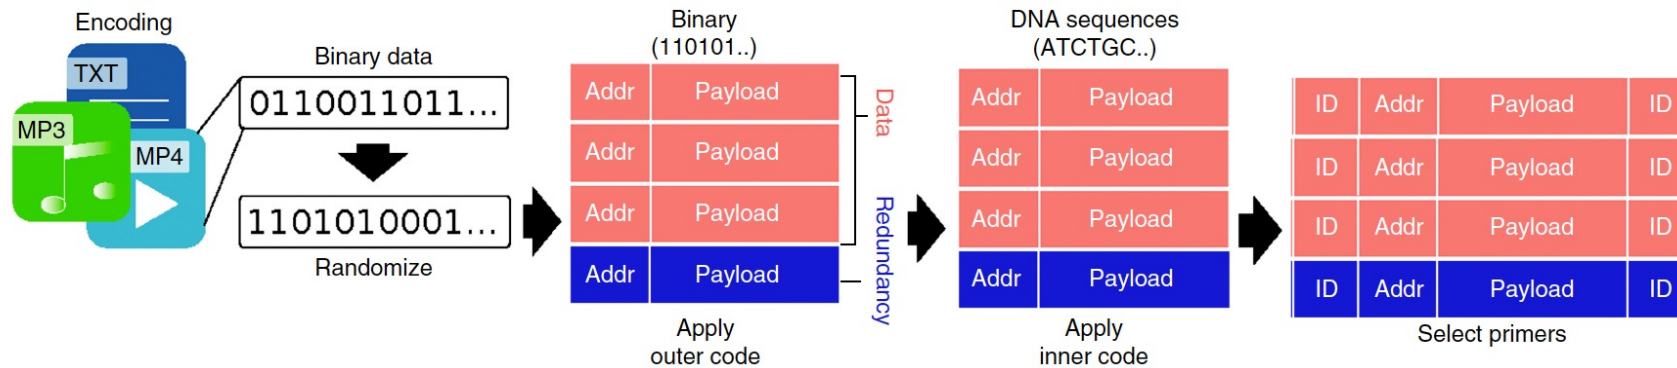 Encoding
TXT
MP3
MP4
Binary data
0110011011...
1101010001...
Randomize
Binary
(110101..)
Addr Payload
Addr Payload
Addr Payload
Addr Payload
Data
Redundancy
Apply
outer code
DNA sequences
(ATCTGC..)
Addr Payload
Addr Payload
Addr Payload
Addr Payload
Apply
inner code
ID Addr Payload ID
ID Addr Payload ID
ID Addr Payload ID
ID Addr Payload ID
Select primers